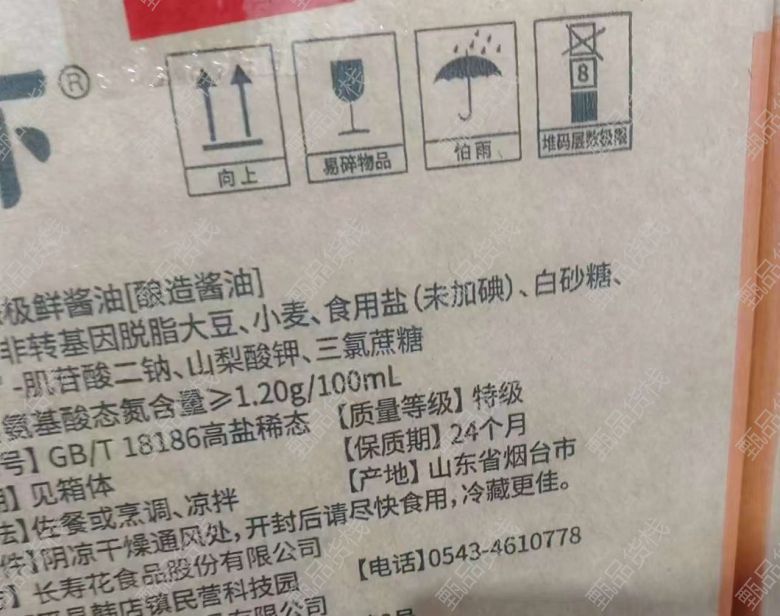 ®
8
向上
易碎物品
怕雨
堆码层数极限
极鲜酱油[酿造酱油]
非转基因脱脂大豆、小麦、食用盐(未加碘)、白砂糖、
-肌苷酸二钠、山梨酸钾、三氯蔗糖
氨基酸态氮含量≥1.20g/100mL
【质量等级】特级
号】GB/T 18186高盐稀态
【保质期】24个月
】见箱体
【产地】山东省烟台市
法】佐餐或烹调、凉拌
件】阴凉干燥通风处,开封后请尽快食用,冷藏更佳。
】长寿花食品股份有限公司
【电话】0543-4610778
县韩店镇民营科技园
有限公司
甄品货栈